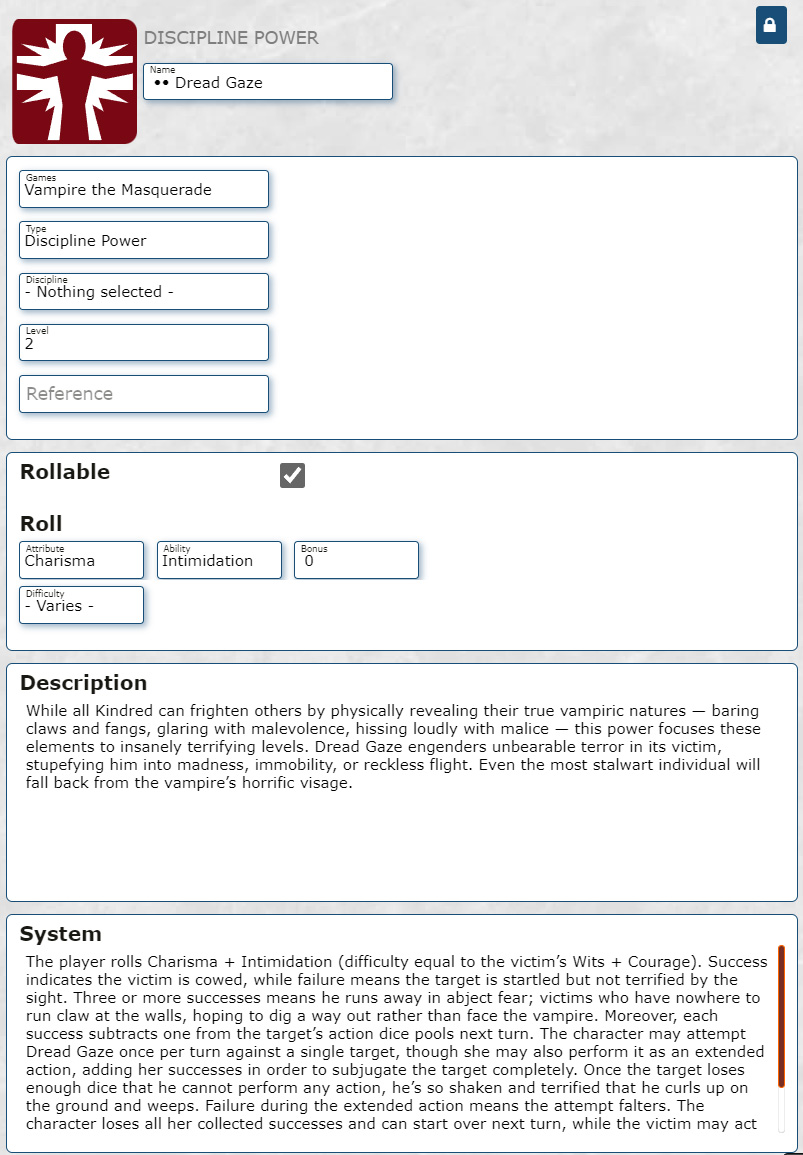 DISCIPLINE POWER
Name
•• Dread Gaze
Games
Vampire the Masquerade
Type
Discipline Power
Discipline
- Nothing selected -
Level
2
Reference
Rollable
Roll
Attribute
Charisma
Ability
Intimidation
Bonus
0
Difficulty
- Varies -
Description
While all Kindred can frighten others by physically revealing their true vampiric natures — baring
claws and fangs, glaring with malevolence, hissing loudly with malice — this power focuses these
elements to insanely terrifying levels. Dread Gaze engenders unbearable terror in its victim,
stupefying him into madness, immobility, or reckless flight. Even the most stalwart individual will
fall back from the vampire’s horrific visage.
System
The player rolls Charisma + Intimidation (difficulty equal to the victim’s Wits + Courage). Success
indicates the victim is cowed, while failure means the target is startled but not terrified by the
sight. Three or more successes means he runs away in abject fear; victims who have nowhere to
run claw at the walls, hoping to dig a way out rather than face the vampire. Moreover, each
success subtracts one from the target’s action dice pools next turn. The character may attempt
Dread Gaze once per turn against a single target, though she may also perform it as an extended
action, adding her successes in order to subjugate the target completely. Once the target loses
enough dice that he cannot perform any action, he’s so shaken and terrified that he curls up on
the ground and weeps. Failure during the extended action means the attempt falters. The
character loses all her collected successes and can start over next turn, while the victim may act